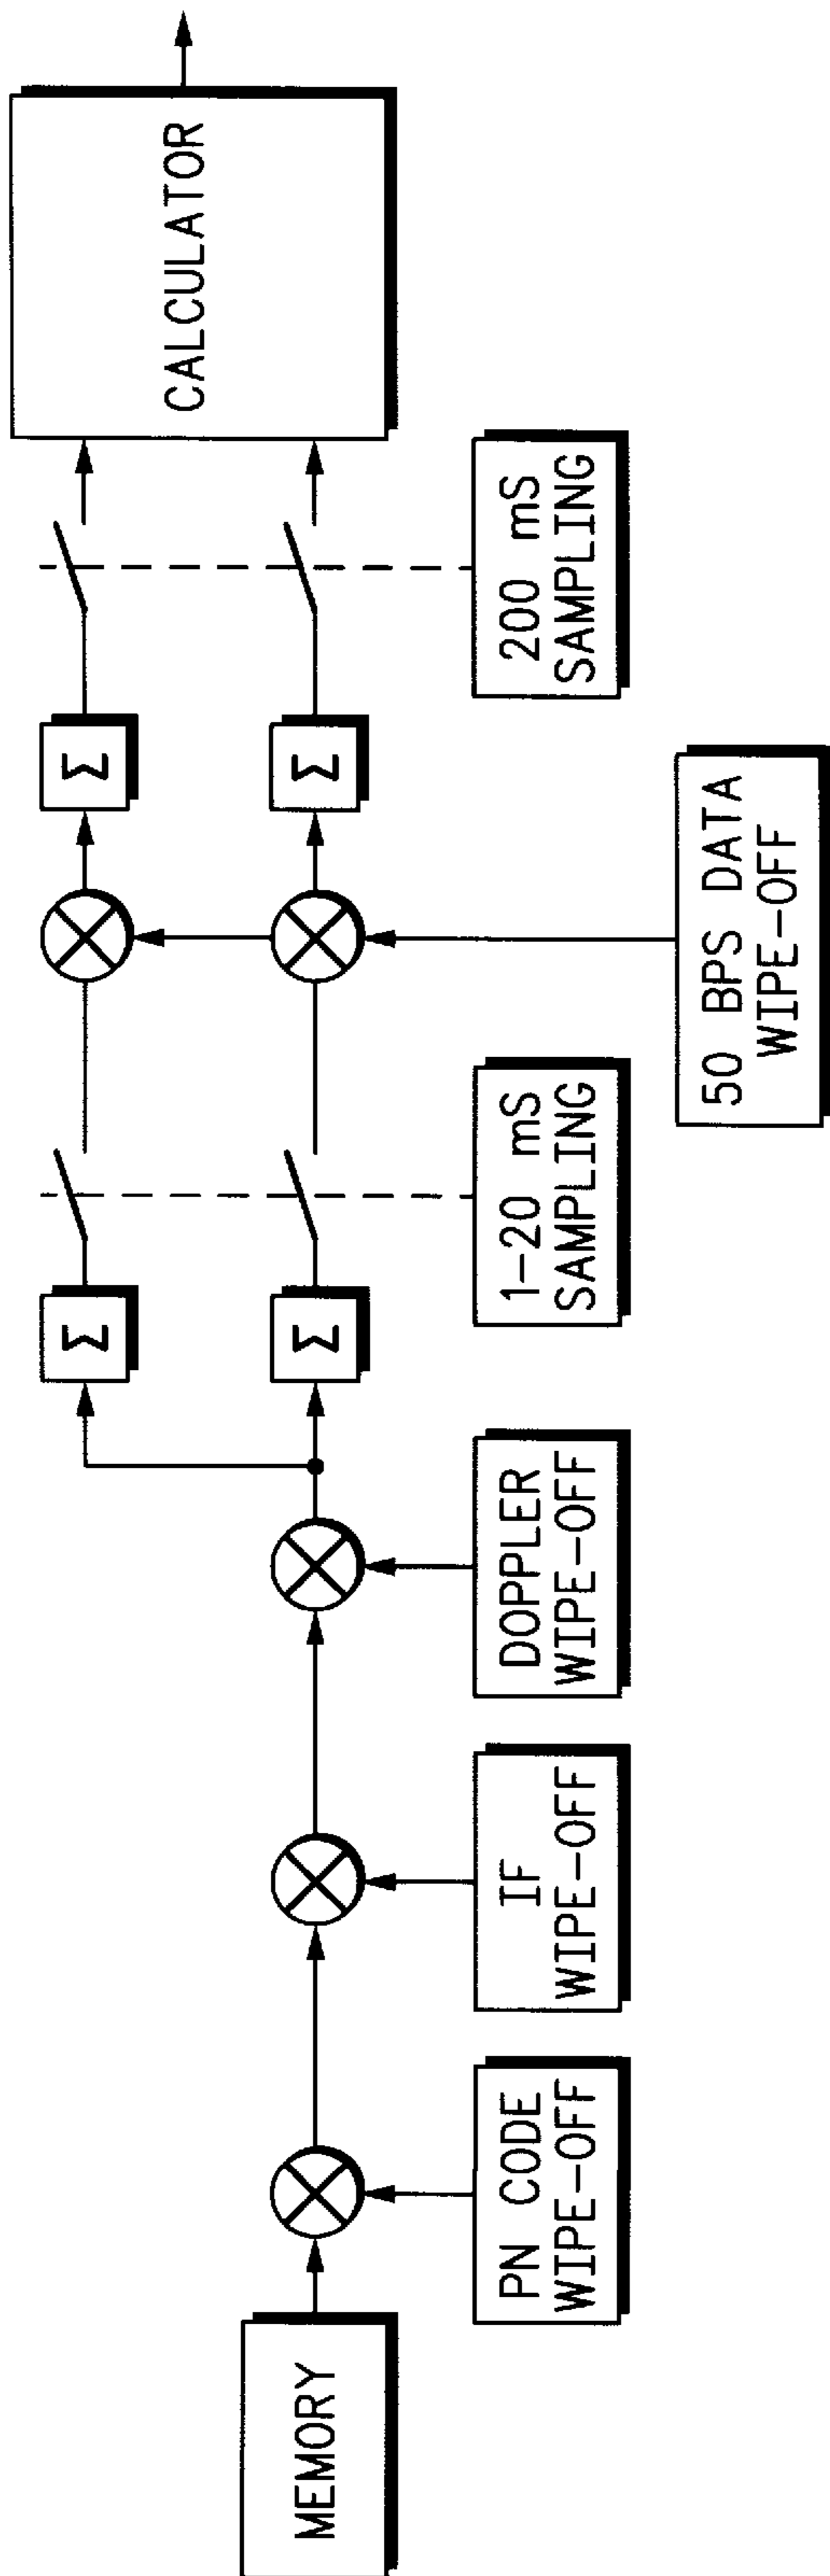 MEMORY
PN CODE
WIPE-OFF
IF
WIPE-OFF
DOPPLER
WIPE-OFF
Σ
Σ
1-20 mS
SAMPLING
50 BPS DATA
WIPE-OFF
Σ
Σ
200 mS
SAMPLING
CALCULATOR